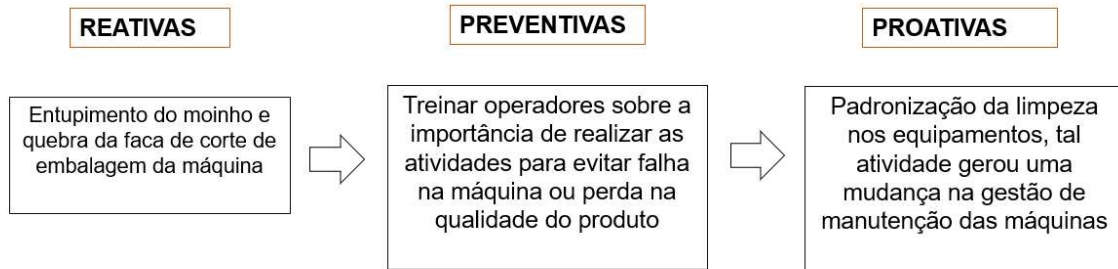 REATIVAS
PREVENTIVAS
PROATIVAS
Entupimento do moinho e
quebra da faca de corte de
embalagem da máquina
Treinar operadores sobre a
importância de realizar as
atividades para evitar falha
na máquina ou perda na
qualidade do produto
Padronização da limpeza
nos equipamentos, tal
atividade gerou uma
mudança na gestão de
manutenção das máquinas